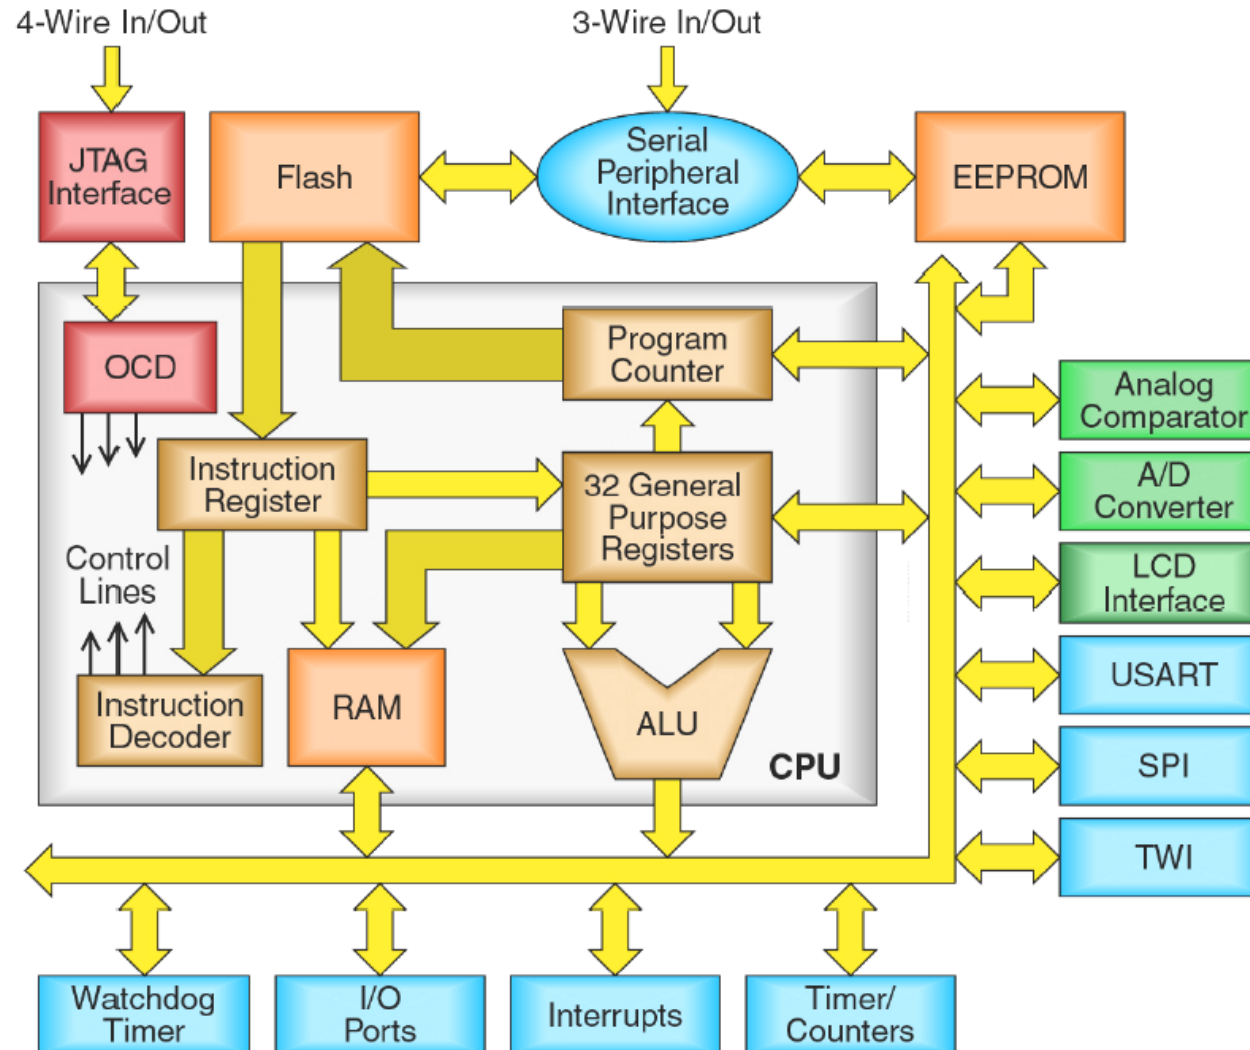 4-Wire In/Out
3-Wire In/Out
JTAG
Interface
Flash
Serial
Peripheral
Interface
EEPROM
OCD
Program
Counter
Analog
Comparator
Instruction
Register
32 General
Purpose
Registers
A/D
Converter
Control
Lines
LCD
Interface
USART
Instruction
Decoder
RAM
ALU
CPU
SPI
TWI
Watchdog
Timer
I/O
Ports
Interrupts
Timer/
Counters